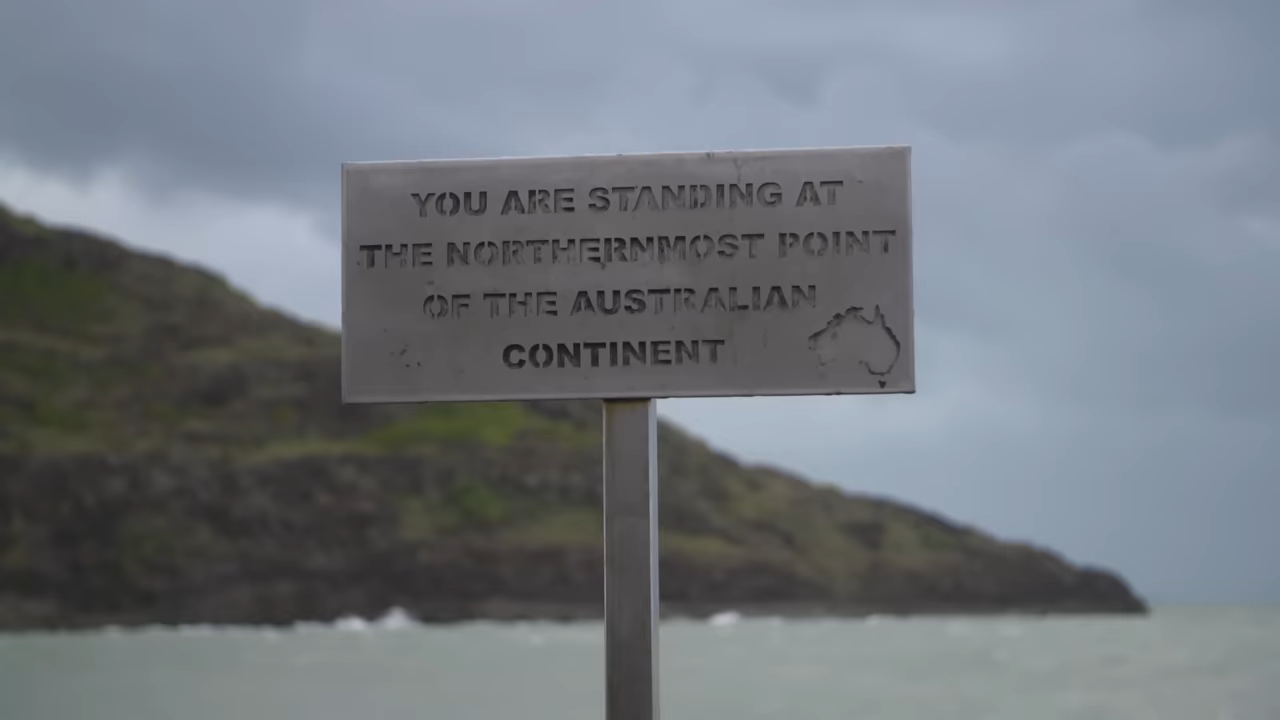 YOU ARE STANDING AT
THE NORTHERNMOST POINT
OF THE AUSTRALIAN
CONTINENT